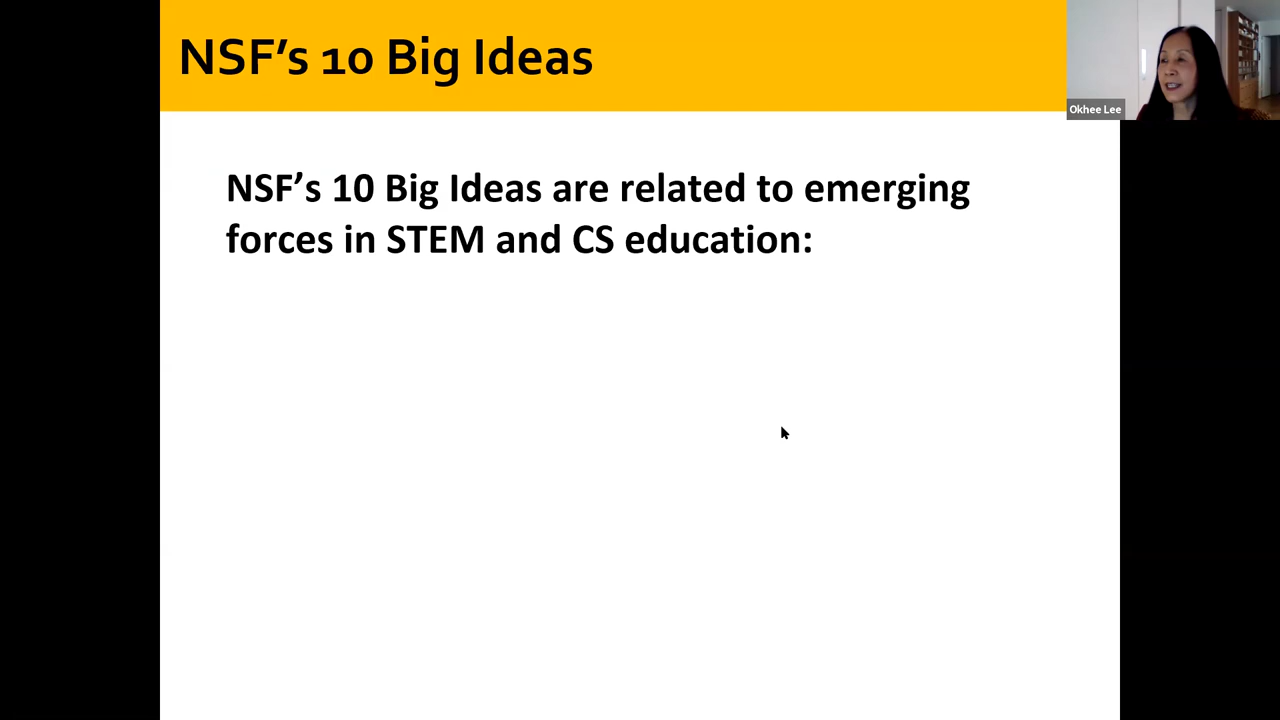 NSF’s 10 Big Ideas
Okhee Lee
NSF’s 10 Big Ideas are related to emerging
forces in STEM and CS education: